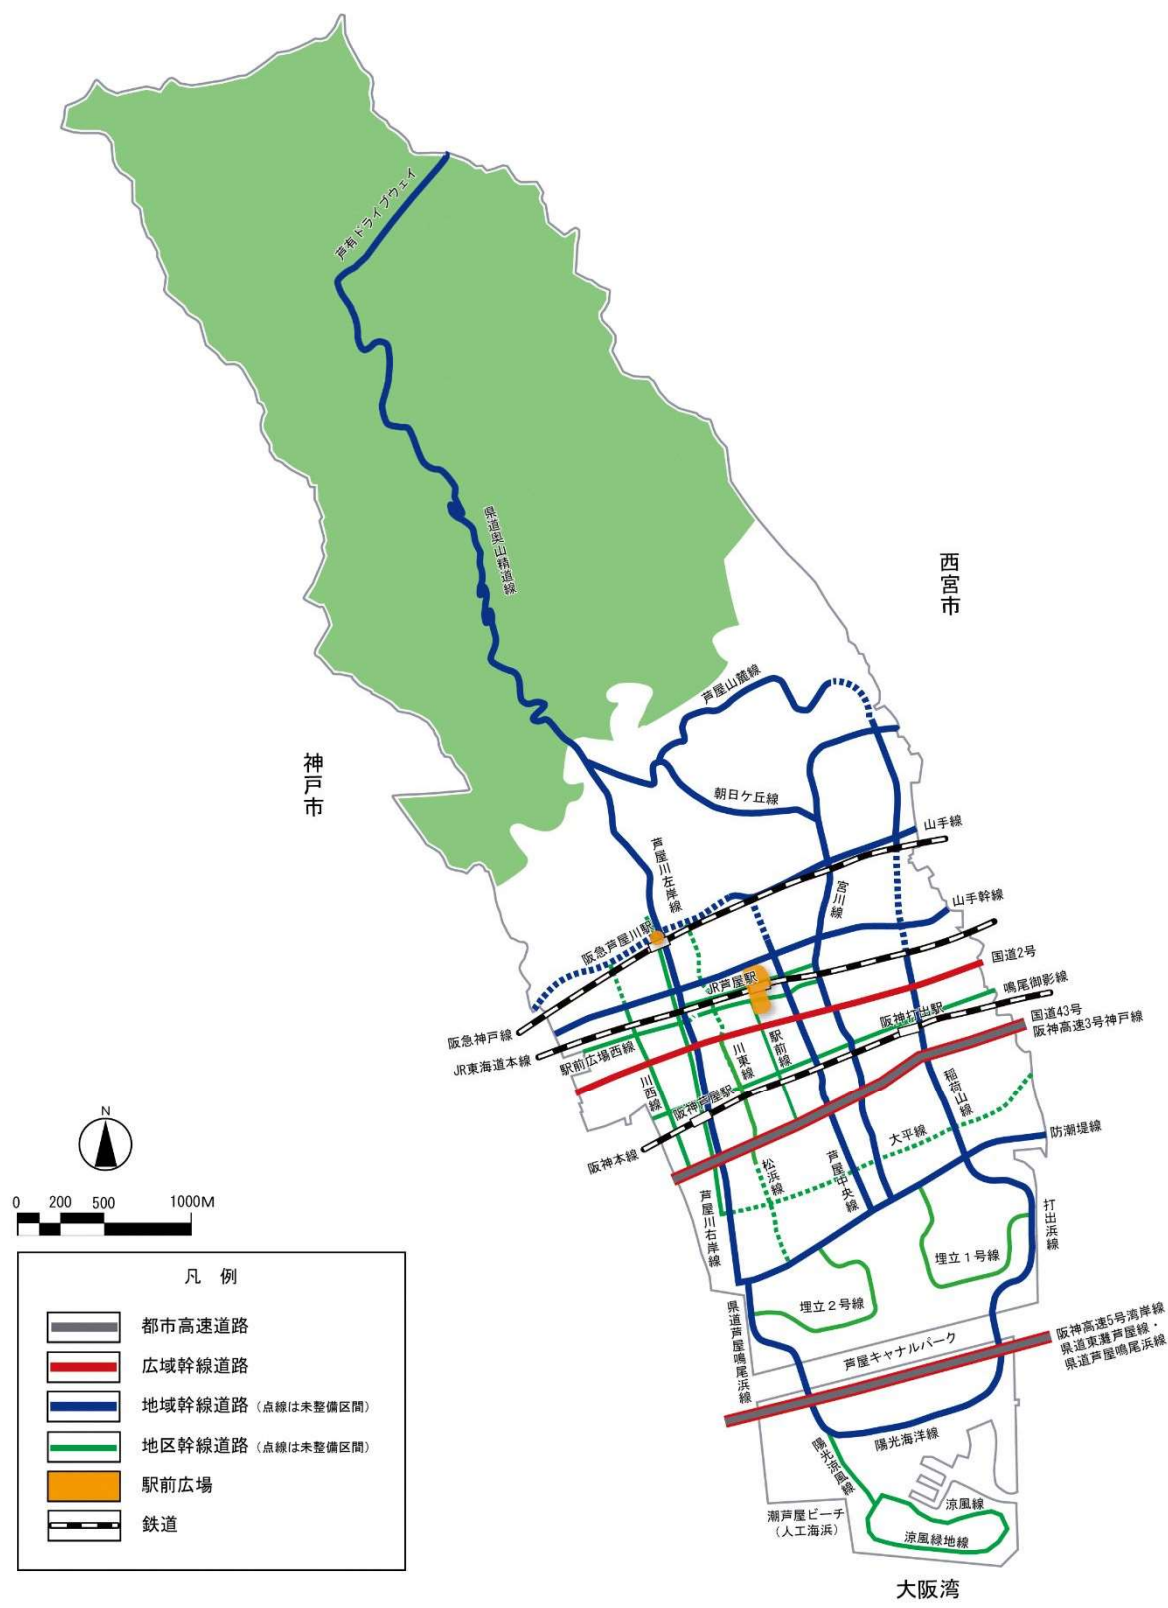 芦有ドライブウェイ
県道奥山精道線
西宮市
芦屋山麓線
神戸市
朝日ケ丘線
山手線
芦屋川左岸線
宮川線
山手幹線
阪急芦屋川駅
国道2号
JR芦屋駅
鳴尾御影線
阪神打出駅
国道43号
阪神高速3号神戸線
阪急神戸線
JR東海道本線
駅前広場西線
川東線
駅前線
川西線
稲荷山線
阪神芦屋駅
大平線
防潮堤線
阪神本線
松浜線
芦屋中央線
芦屋川右岸線
打出浜線
埋立1号線
埋立2号線
県道芦屋鳴尾浜線
芦屋キャナルパーク
阪神高速5号湾岸線
県道東灘芦屋線・
県道芦屋鳴尾浜線
陽光海洋線
陽光涼風線
涼風線
潮芦屋ビーチ
(人工海浜)
涼風緑地線
大阪湾
N
0 200 500 1000M
凡 例
都市高速道路
広域幹線道路
地域幹線道路(点線は未整備区間)
地区幹線道路(点線は未整備区間)
駅前広場
鉄道